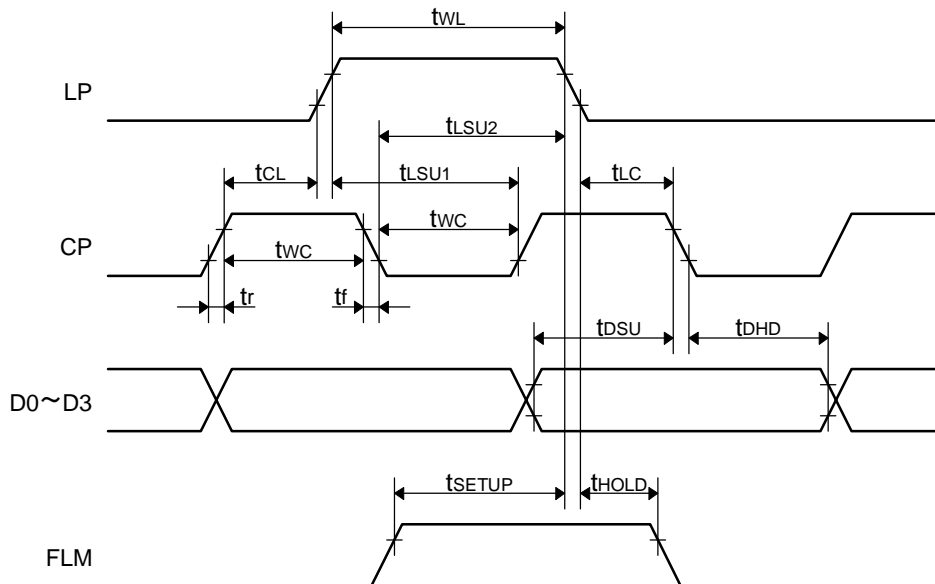 tWL
LP
tLSU2
tCL
tLSU1
tLC
tWC
CP
tWC
tr
tf
tDSU
tDHD
D0～D3
tSETUP
tHOLD
FLM